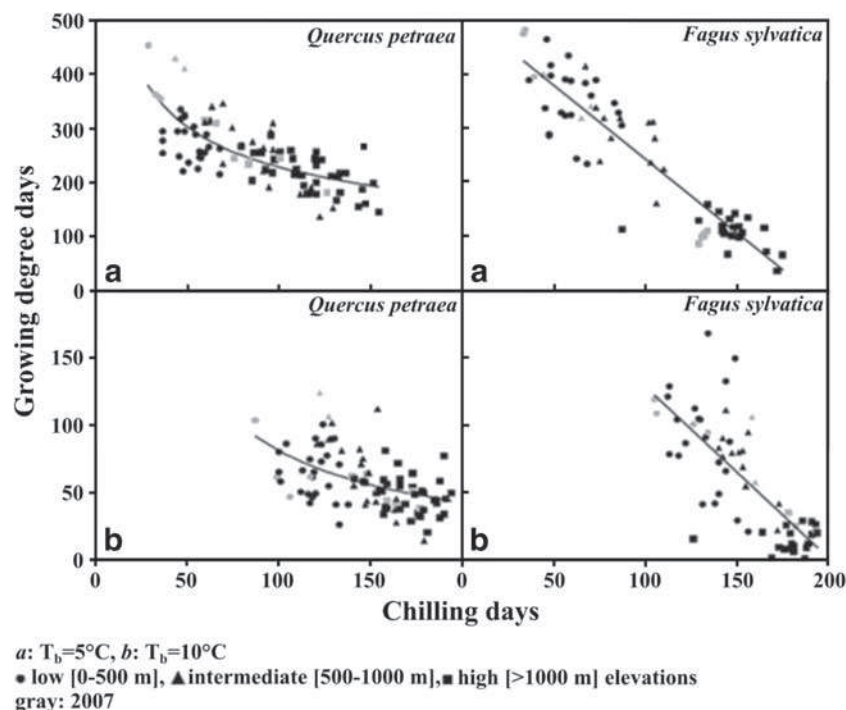 500
400
300
200
100
0
Quercus petraea
a
Fagus sylvatica
a
Growing degree days
150
100
50
0
Quercus petraea
b
Fagus sylvatica
b
0 50 100 150 0 50 100 150 200
Chilling days
a: Tb=5°C, b: Tb=10°C
● low [0-500 m], ▲intermediate [500-1000 m],■ high [>1000 m] elevations
gray: 2007